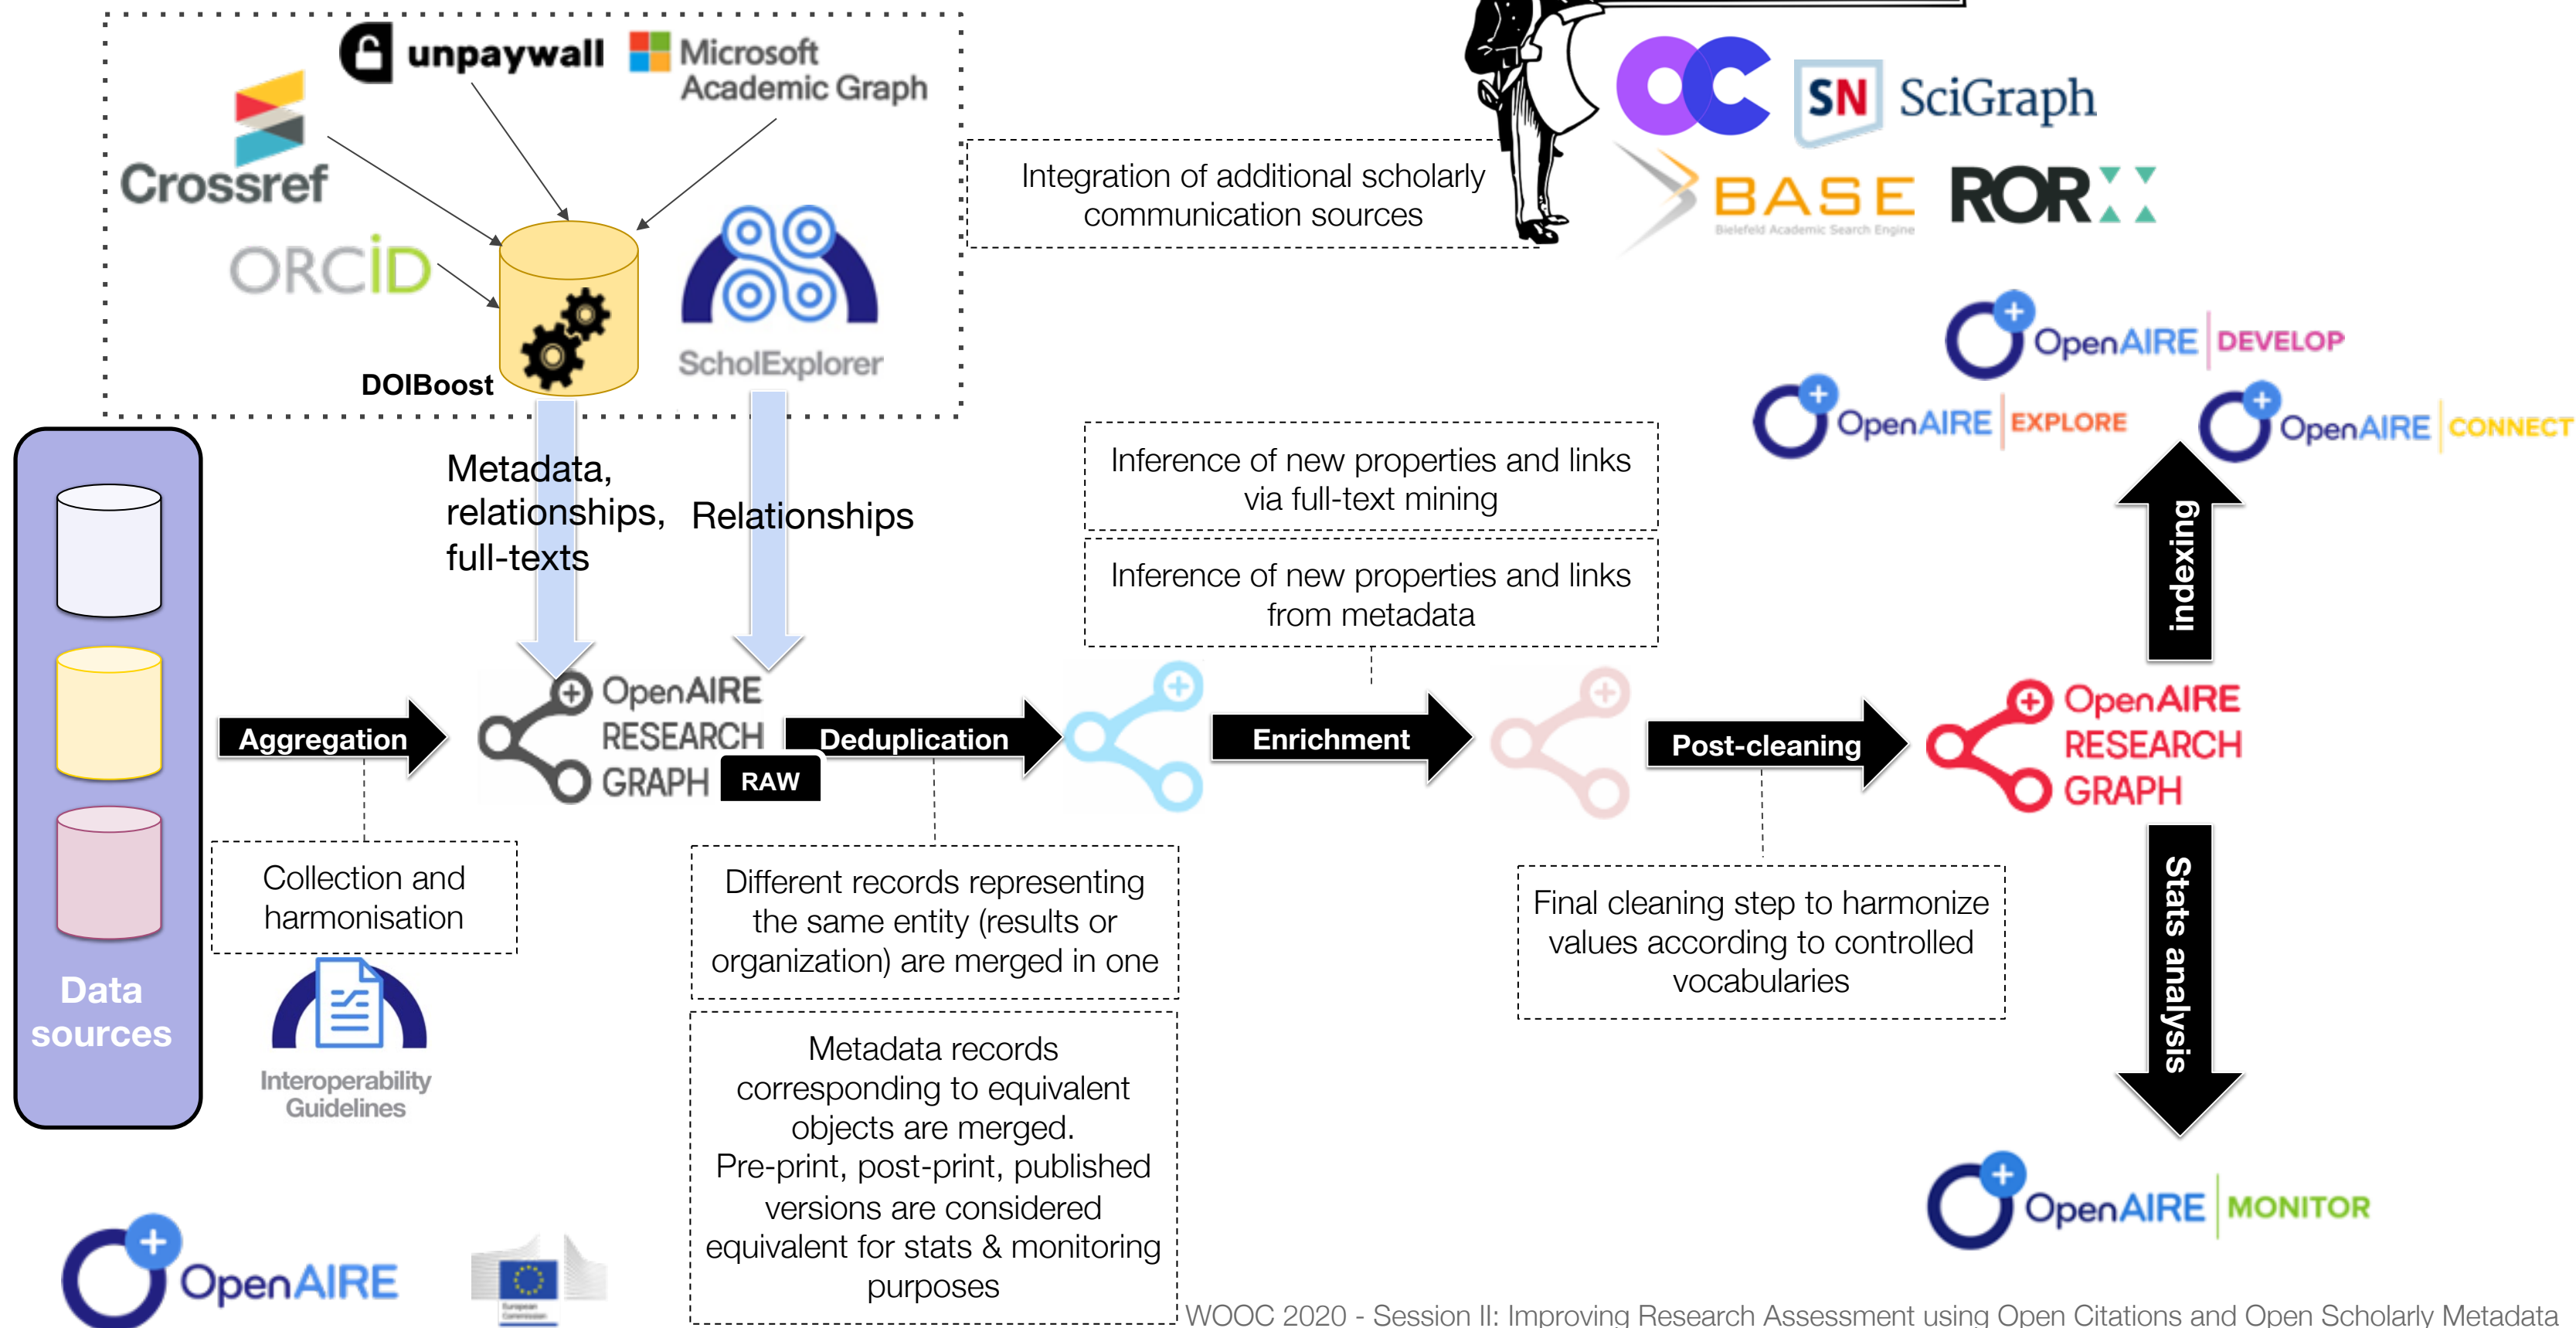 unpaywall
Microsoft
Academic Graph
Crossref
ORCiD
DOIBoost
ScholExplorer
Integration of additional scholarly
communication sources
OC
SN SciGraph
BASE
Bielefeld Academic Search Engine
ROR
OpenAIRE DEVELOP
OpenAIRE EXPLORE
OpenAIRE CONNECT
Metadata,
relationships,
full-texts
Relationships
Inference of new properties and links
via full-text mining
Inference of new properties and links
from metadata
indexing
Aggregation
OpenAIRE
RESEARCH
GRAPH
RAW
Deduplication
Enrichment
Post-cleaning
OpenAIRE
RESEARCH
GRAPH
Collection and
harmonisation
Different records representing
the same entity (results or
organization) are merged in one
Final cleaning step to harmonize
values according to controlled
vocabularies
Stats analysis
Data
sources
Interoperability
Guidelines
Metadata records
corresponding to equivalent
objects are merged.
Pre-print, post-print, published
versions are considered
equivalent for stats & monitoring
purposes
OpenAIRE MONITOR
OpenAIRE
European
Commission
WOOC 2020 - Session II: Improving Research Assessment using Open Citations and Open Scholarly Metadata